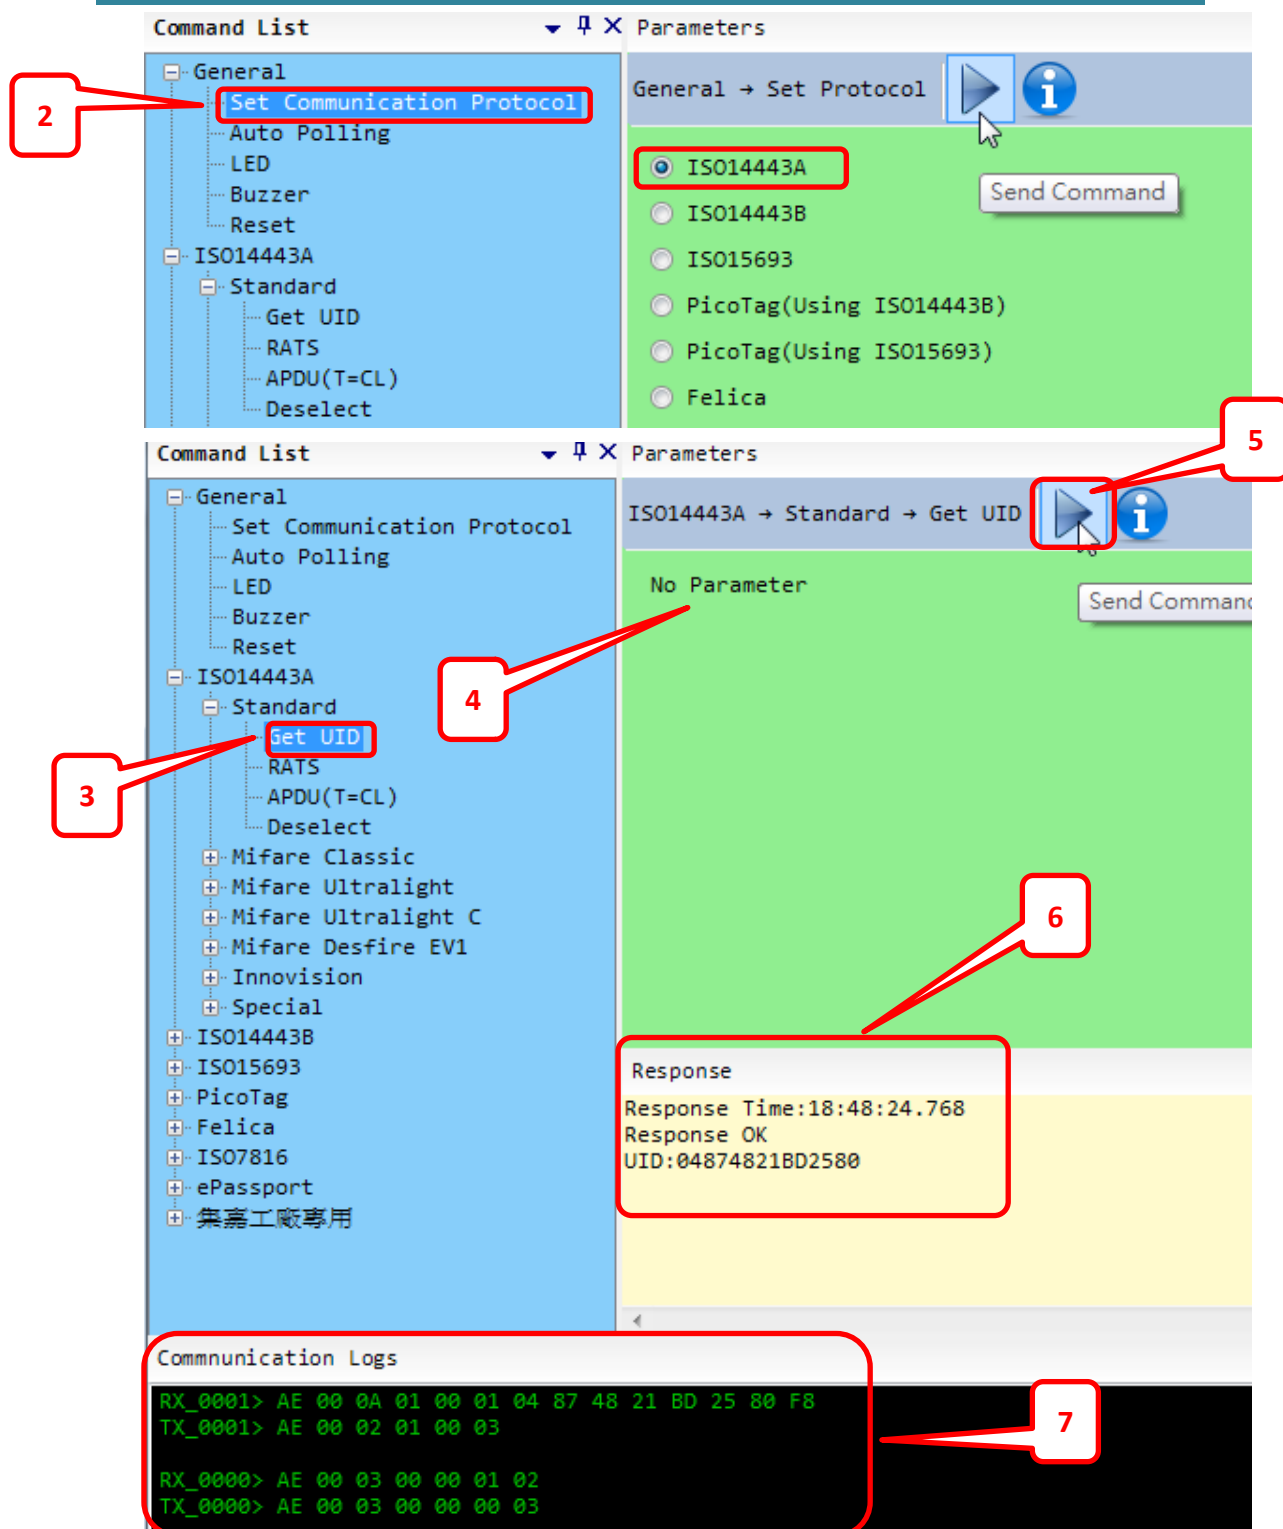 Command List
Parameters
General
Set Communication Protocol
Auto Polling
LED
Buzzer
Reset
ISO14443A
Standard
Get UID
RATS
APDU(T=CL)
Deselect
2
General → Set Protocol
ISO14443A
ISO14443B
ISO15693
PicoTag(Using ISO14443B)
PicoTag(Using ISO15693)
Felica
Send Command
5
Command List
Parameters
General
Set Communication Protocol
Auto Polling
LED
Buzzer
Reset
ISO14443A
Standard
Get UID
RATS
APDU(T=CL)
Deselect
Mifare Classic
Mifare Ultralight
Mifare Ultralight C
Mifare Desfire EV1
Innovision
Special
ISO14443B
ISO15693
PicoTag
Felica
ISO7816
ePassport
集嘉工廠專用
3
ISO14443A → Standard → Get UID
No Parameter
Send Comman
4
6
Response
Response Time:18:48:24.768
Response OK
UID:04874821BD2580
Commnunication Logs
RX_0001> AE 00 0A 01 00 01 04 87 48 21 BD 25 80 F8
TX_0001> AE 00 02 01 00 03
RX_0000> AE 00 03 00 00 01 02
TX_0000> AE 00 03 00 00 00 03
7